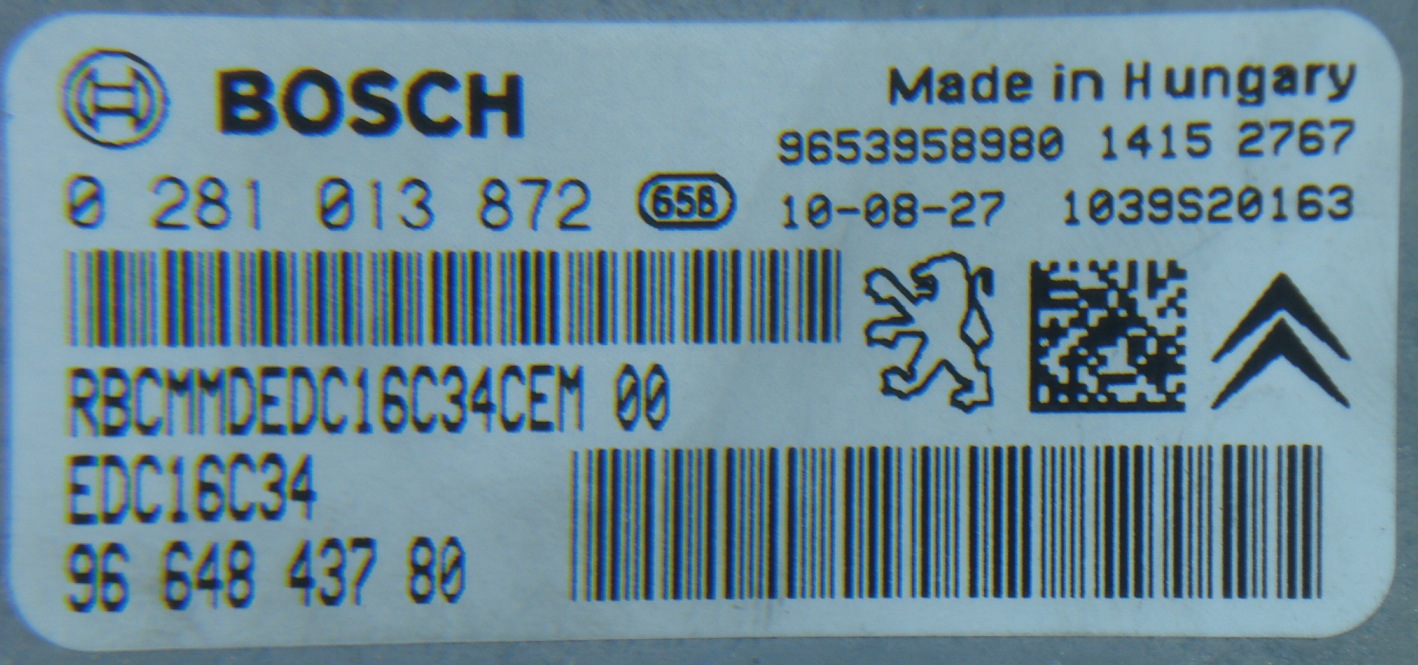 BOSCH
Made in Hungary
9653958980 1415 2767
0 281 013 872 65B 10-08-27 1039S20163
RBCMMDEDC16C34CEM 00
EDC16C34
96 648 437 80